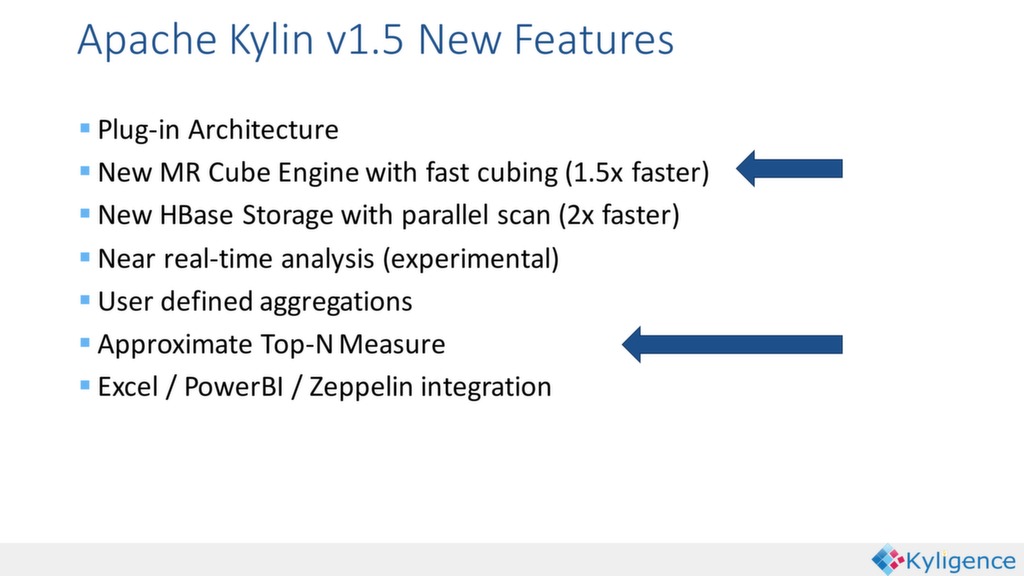 Apache Kylin v1.5 New Features
Plug-in Architecture
New MR Cube Engine with fast cubing (1.5x faster)
New HBase Storage with parallel scan (2x faster)
Near real-time analysis (experimental)
User defined aggregations
Approximate Top-N Measure
Excel / PowerBI / Zeppelin integration
Kyligence